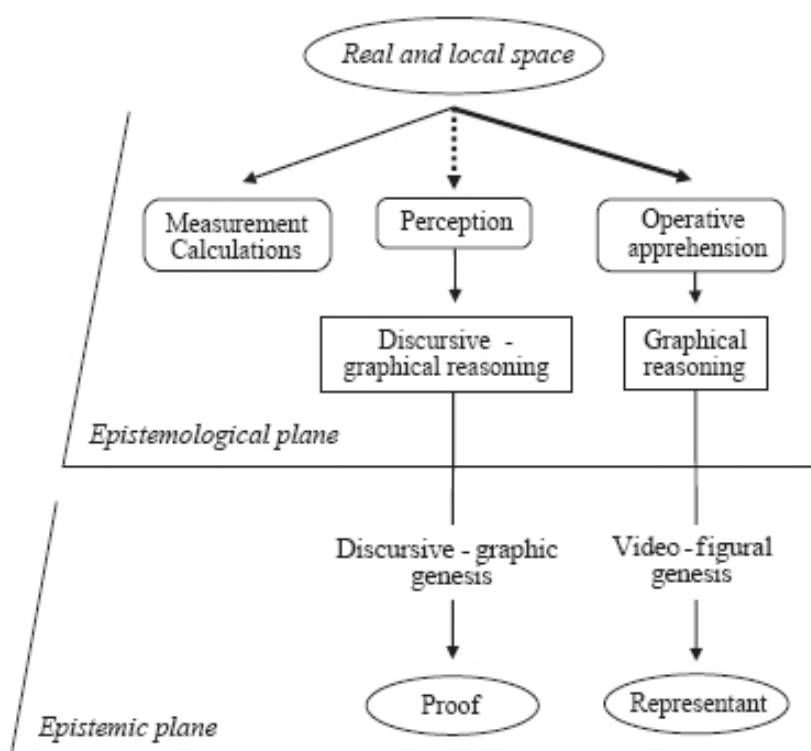 Real and local space
Measurement
Calculations
Perception
Operative
apprehension
Discursive -
graphical reasoning
Graphical
reasoning
Epistemological plane
Discursive - graphic
genesis
Video - figural
genesis
Proof
Representant
Epistemic plane